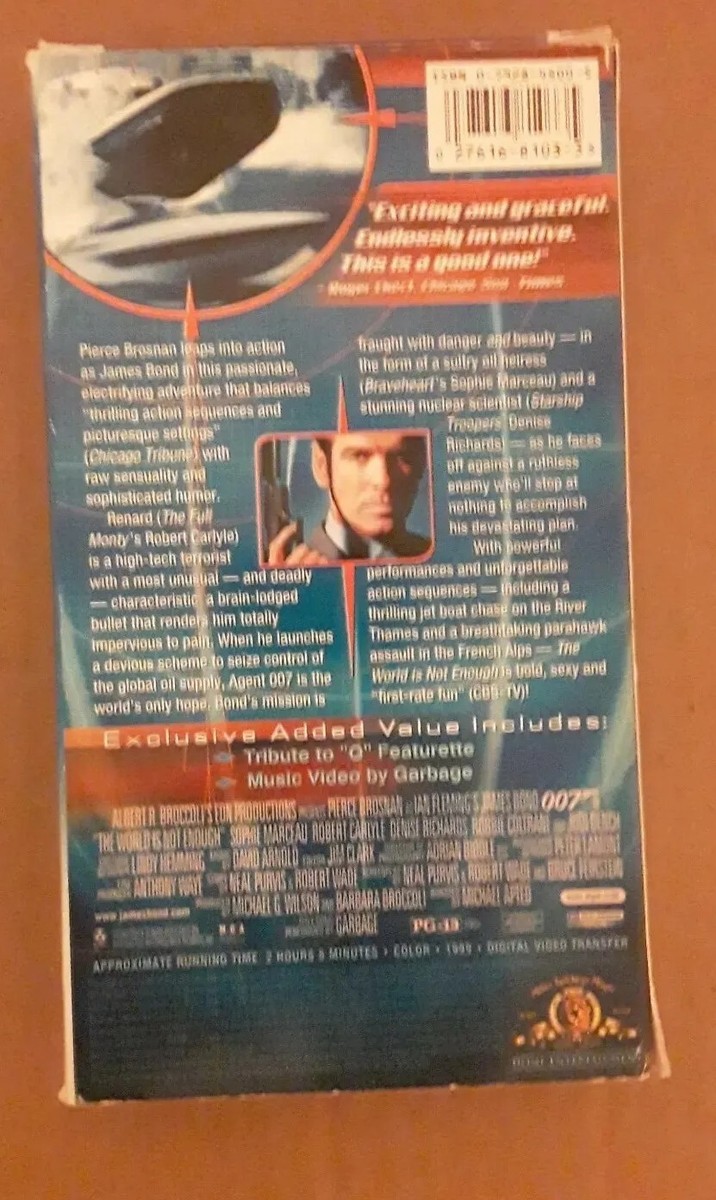 "Exciting and graceful.
Endlessly inventive.
This is a good one!"
- Roger Ebert, Chicago Sun-Times
Pierce Brosnan leaps into action
as James Bond in this passionate,
electrifying adventure that balances
"thrilling action sequences and
picturesque settings"
(Chicago Tribune) with
raw sensuality and
sophisticated humor.
Renard (The Full
Monty's Robert Carlyle)
is a high-tech terrorist
with a most unusual — and deadly
— characteristic: a brain-lodged
bullet that renders him totally
impervious to pain. When he launches
a devious scheme to seize control of
the global oil supply, Agent 007 is the
world's only hope. Bond's mission is
fraught with danger and beauty — in
the form of a sultry oil heiress
(Braveheart's Sophie Marceau) and a
stunning nuclear scientist (Starship
Troopers' Denise
Richards) — as he faces
off against a ruthless
enemy who'll stop at
nothing to accomplish
his devastating plan.
With powerful
performances and unforgettable
action sequences — including a
thrilling jet boat chase on the River
Thames and a breathtaking parahawk
assault in the French Alps — The
World is Not Enough is bold, sexy and
"first-rate fun" (CBS-TV)!
Exclusive Added Value Includes:
Tribute to "Q" Featurette
Music Video by Garbage
ALBERT R. BROCCOLI'S EON PRODUCTIONS PIERCE BROSNAN IAN FLEMING'S JAMES BOND 007
"THE WORLD IS NOT ENOUGH" SOPHIE MARCEAU ROBERT CARLYLE DENISE RICHARDS ROBBIE COLTRANE JUDI DENCH
LINDY HEMMING DAVID ARNOLD JIM CLARK ADRIAN BIDDLE PETER LAMONT
ANTHONY WAYE NEAL PURVIS & ROBERT WADE NEAL PURVIS & ROBERT WADE BRUCE FEIRSTEIN
MICHAEL G. WILSON AND BARBARA BROCCOLI MICHAEL APTED
www.jamesbond.com
GARBAGE
PG-13
APPROXIMATE RUNNING TIME 2 HOURS 8 MINUTES • COLOR • 1999 • DIGITAL VIDEO TRANSFER
HOME ENTERTAINMENT